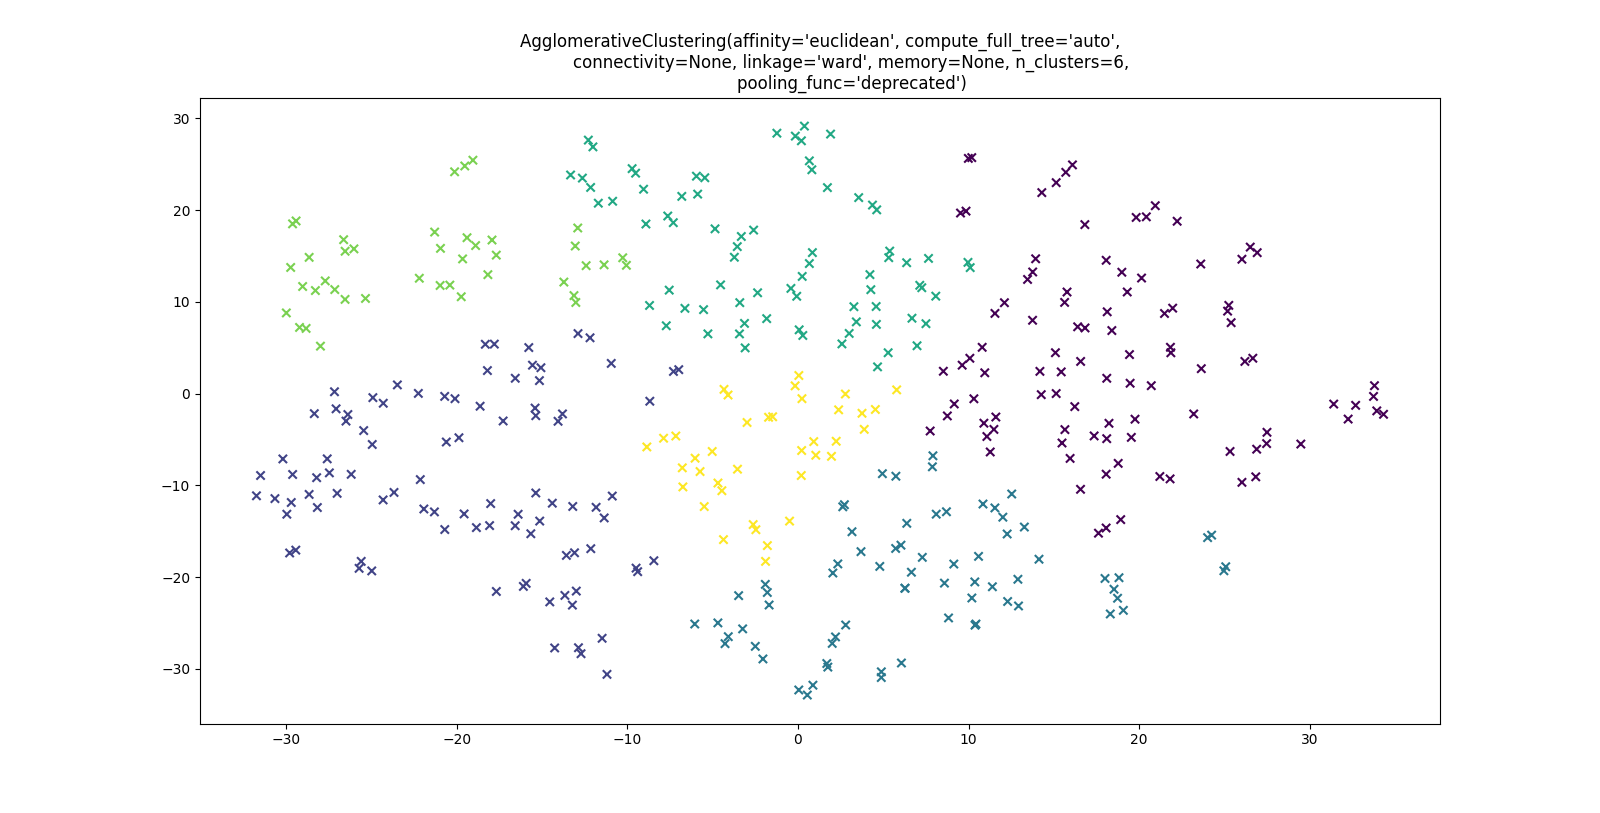 AgglomerativeClustering(affinity='euclidean', compute_full_tree='auto',
connectivity=None, linkage='ward', memory=None, n_clusters=6,
pooling_func='deprecated')
30
20
10
0
−10
−20
−30
−30 −20 −10 0 10 20 30